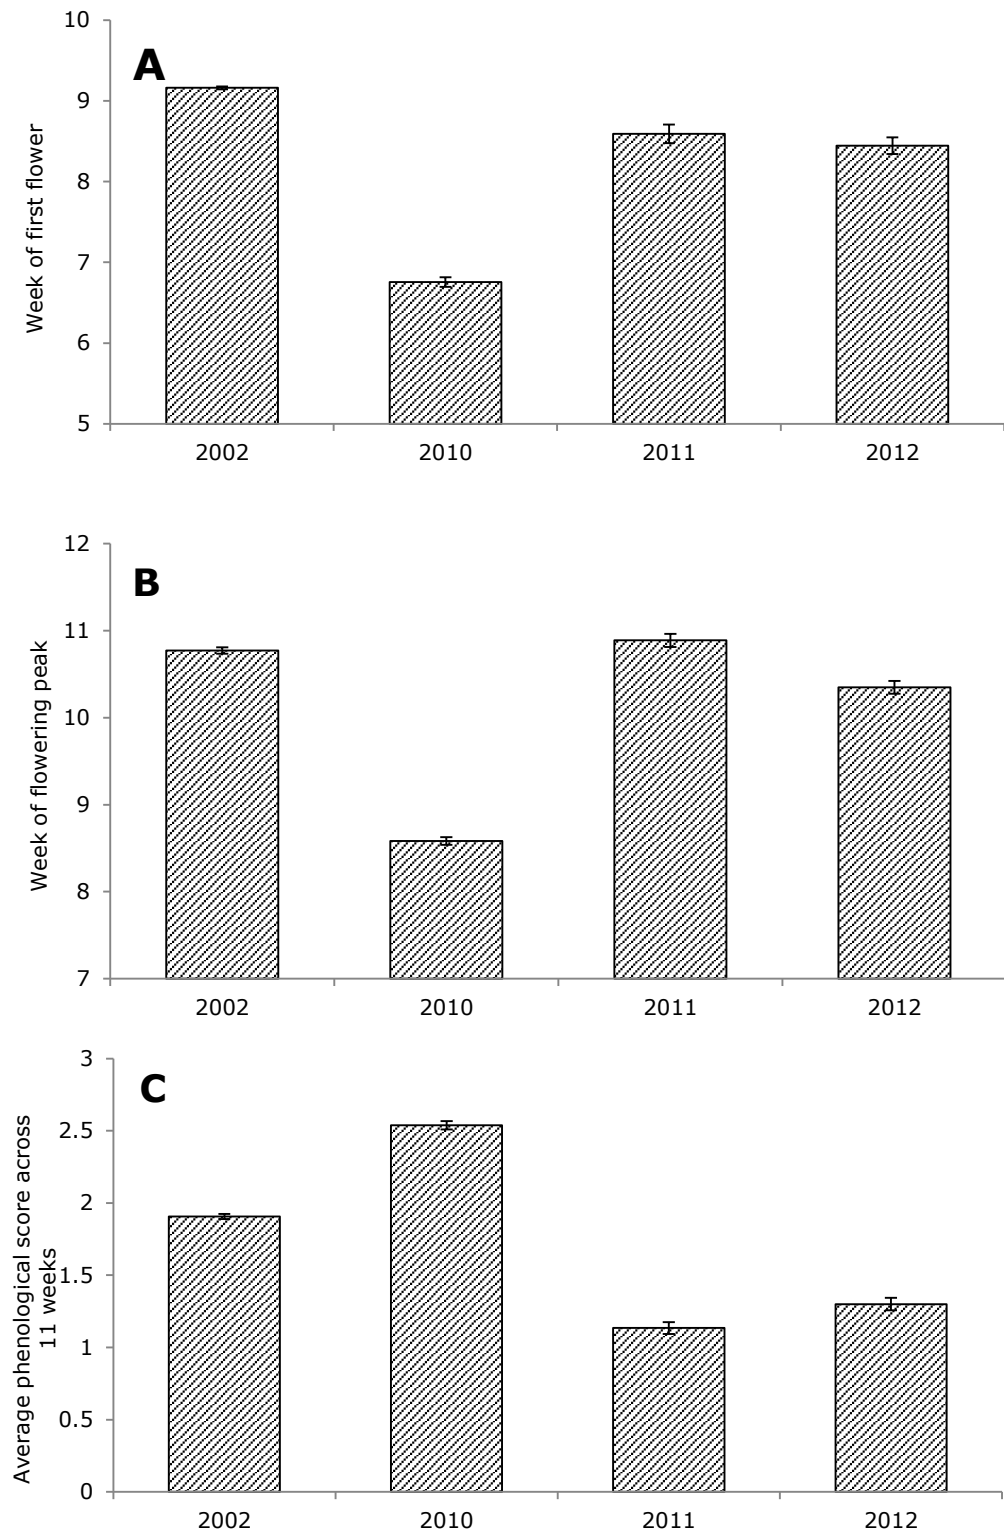 A
Week of first flower
10
9
8
7
6
5
2002 2010 2011 2012
B
Week of flowering peak
12
11
10
9
8
7
2002 2010 2011 2012
C
Average phenological score across
11 weeks
3
2.5
2
1.5
1
0.5
0
2002 2010 2011 2012